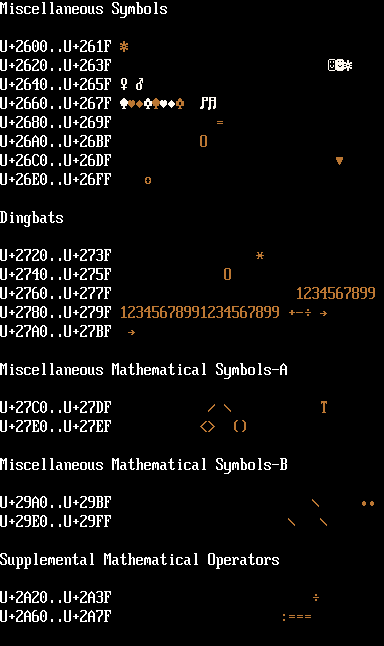 Miscellaneous Symbols
U+2600..U+261F ☼
U+2620..U+263F ☺☻☼
U+2640..U+265F ♀ ♂
U+2660..U+267F ♠♥♦♣♠♥♦♣ ♫♫
U+2680..U+269F =
U+26A0..U+26BF O
U+26C0..U+26DF ▼
U+26E0..U+26FF o
Dingbats
U+2720..U+273F *
U+2740..U+275F O
U+2760..U+277F 1234567899
U+2780..U+279F 12345678991234567899 +-÷ →
U+27A0..U+27BF →
Miscellaneous Mathematical Symbols-A
U+27C0..U+27DF / \ T
U+27E0..U+27EF <> ()
Miscellaneous Mathematical Symbols-B
U+29A0..U+29BF \ ••
U+29E0..U+29FF \ \
Supplemental Mathematical Operators
U+2A20..U+2A3F ÷
U+2A60..U+2A7F :===